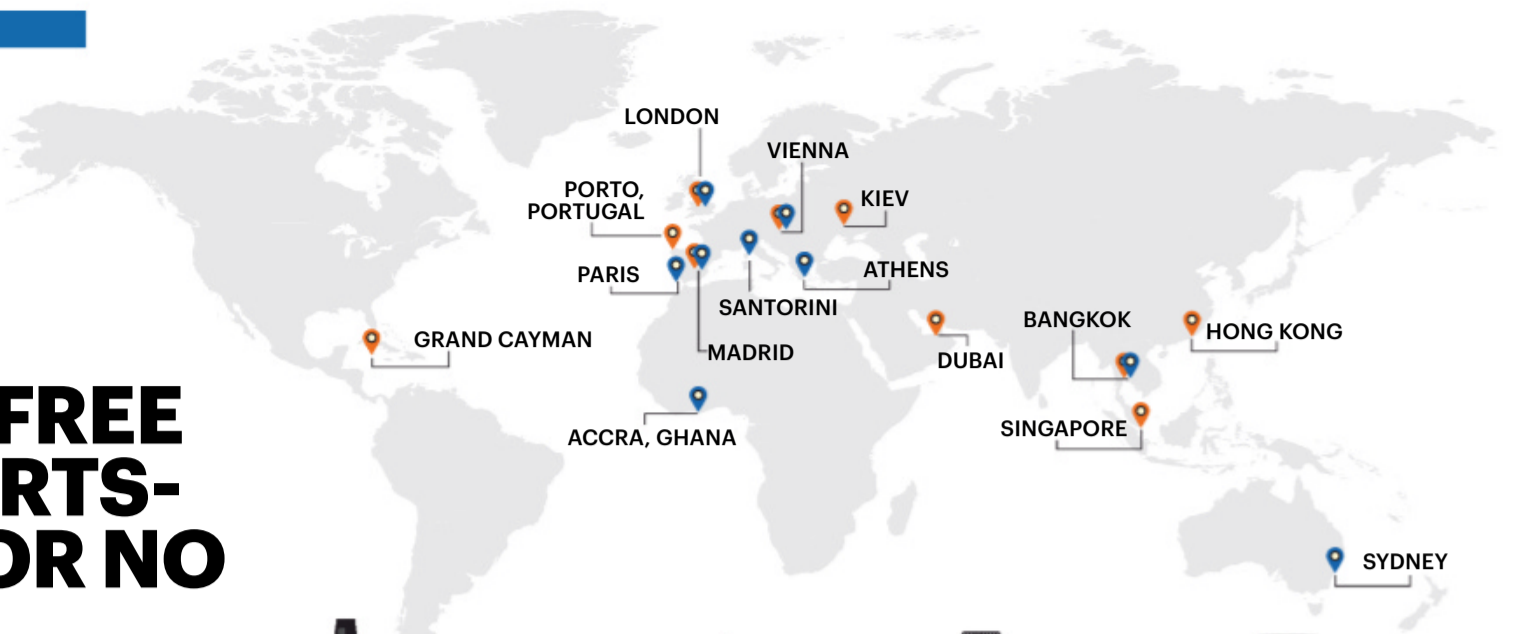 LONDON
VIENNA
PORTO,
PORTUGAL
KIEV
PARIS
ATHENS
SANTORINI
GRAND CAYMAN
MADRID
BANGKOK
HONG KONG
DUBAI
ACCRA, GHANA
SINGAPORE
FREE
RTS-
OR NO
SYDNEY